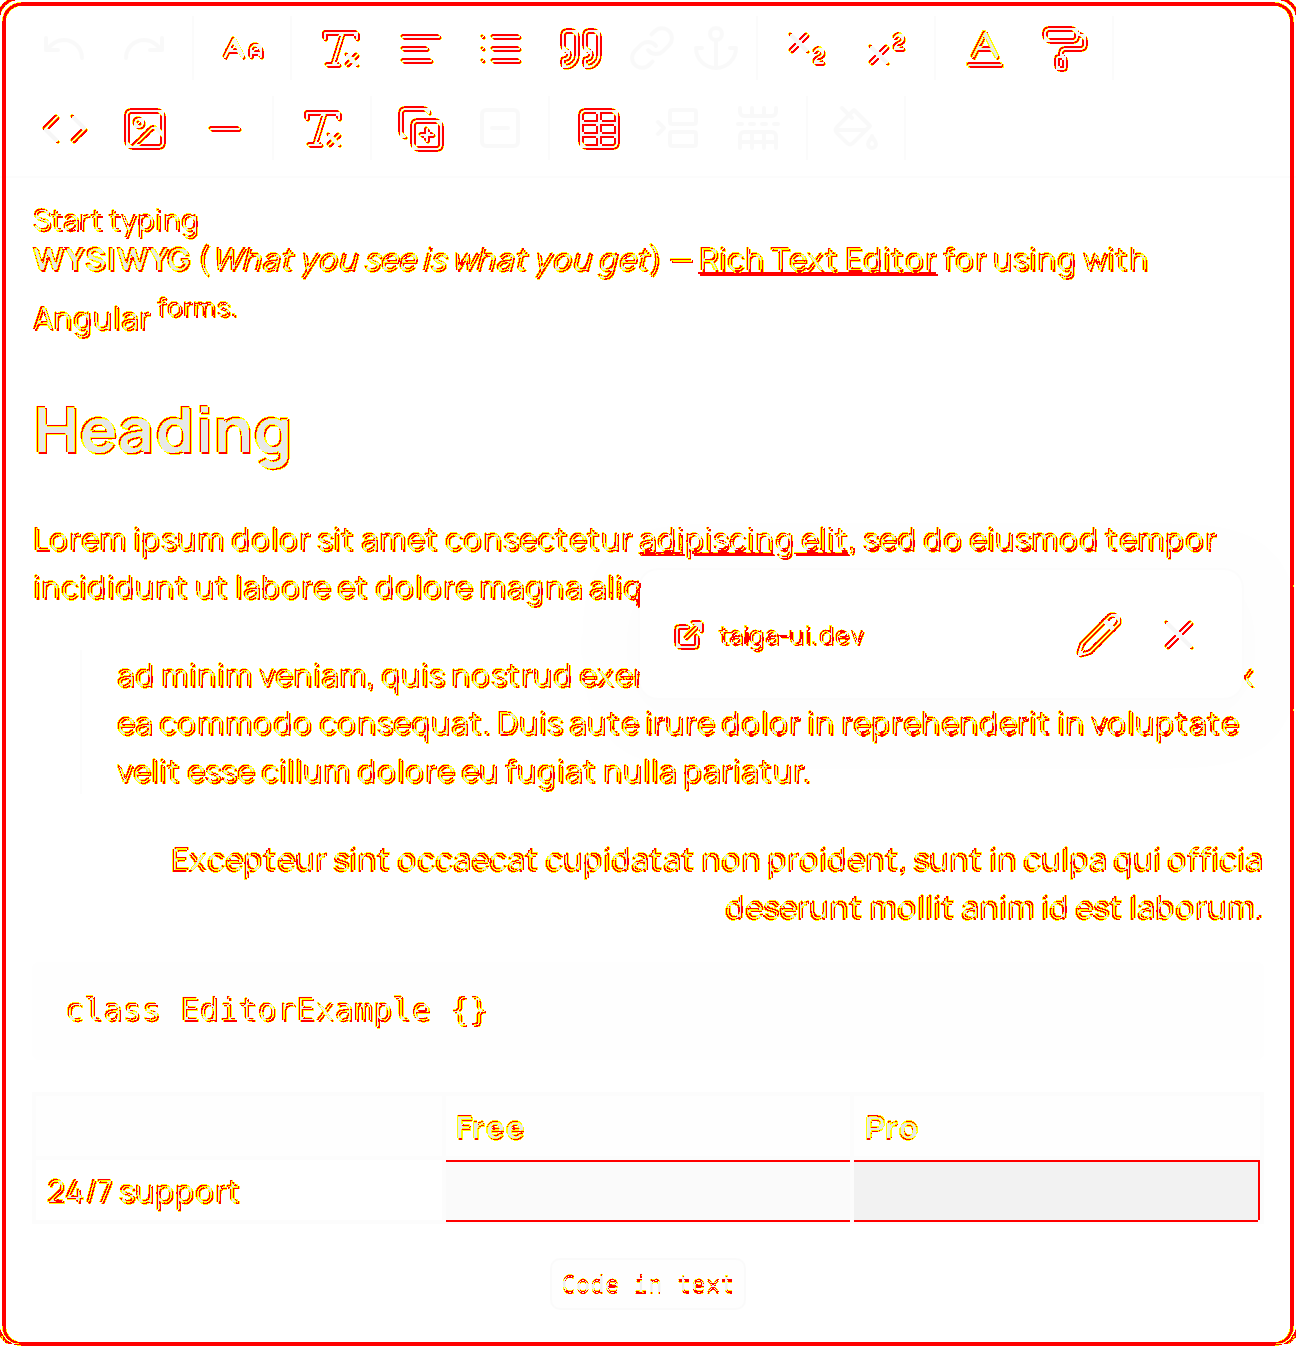 Aa
Start typing
WYSIWYG (What you see is what you get) — Rich Text Editor for using with
Angular forms.
Heading
Lorem ipsum dolor sit amet consectetur adipiscing elit, sed do eiusmod tempor
incididunt ut labore et dolore magna aliq
taiga-ui.dev
ad minim veniam, quis nostrud exer
ea commodo consequat. Duis aute irure dolor in reprehenderit in voluptate
velit esse cillum dolore eu fugiat nulla pariatur.
Excepteur sint occaecat cupidatat non proident, sunt in culpa qui officia
deserunt mollit anim id est laborum.
class EditorExample {}
Free Pro
24/7 support
Code in text